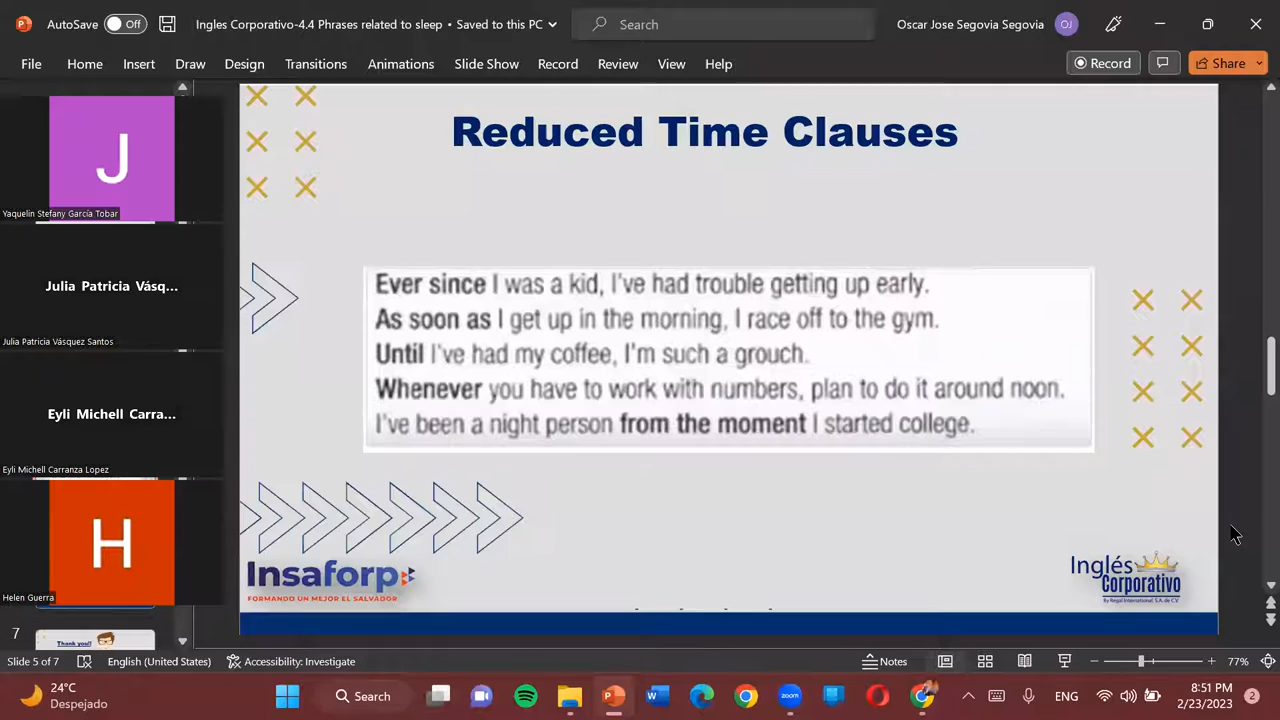 AutoSave Off Ingles Corporativo-4.4 Phrases related to sleep • Saved to this PC Search Oscar Jose Segovia Segovia OJ
File Home Insert Draw Design Transitions Animations Slide Show Record Review View Help Record Share
J
Yaquelin Stefany García Tobar
Julia Patricia Vásq...
Julia Patricia Vásquez Santos
Eyli Michell Carra...
Eyli Michell Carranza Lopez
H
Helen Guerra
7
Thank you!!
Reduced Time Clauses
Ever since I was a kid, I've had trouble getting up early.
As soon as I get up in the morning, I race off to the gym.
Until I've had my coffee, I'm such a grouch.
Whenever you have to work with numbers, plan to do it around noon.
I've been a night person from the moment I started college.
Insaforp
FORMANDO UN MEJOR EL SALVADOR
Inglés
Corporativo
By Regal International, S.A. de C.V.
Slide 5 of 7 English (United States) Accessibility: Investigate Notes 77%
24°C
Despejado
Search
zoom
ENG
8:51 PM
2/23/2023
2